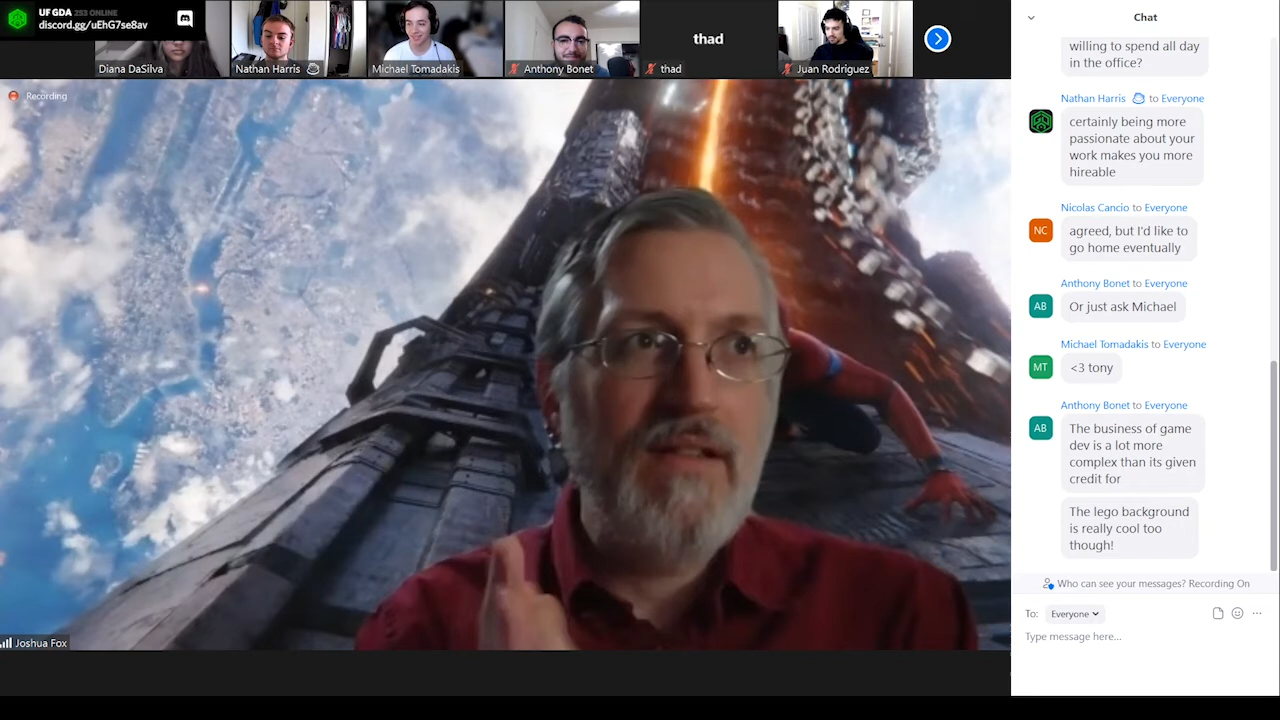 UF GDA 253 ONLINE
discord.gg/uEhG7se8av
Diana DaSilva
Nathan Harris
Michael Tomadakis
Anthony Bonet
thad
thad
Juan Rodriguez
Recording
Joshua Fox
Chat
willing to spend all day
in the office?
Nathan Harris to Everyone
certainly being more
passionate about your
work makes you more
hireable
Nicolas Cancio to Everyone
NC
agreed, but I'd like to
go home eventually
Anthony Bonet to Everyone
AB
Or just ask Michael
Michael Tomadakis to Everyone
MT
<3 tony
Anthony Bonet to Everyone
AB
The business of game
dev is a lot more
complex than its given
credit for
The lego background
is really cool too
though!
Who can see your messages? Recording On
To: Everyone
Type message here...